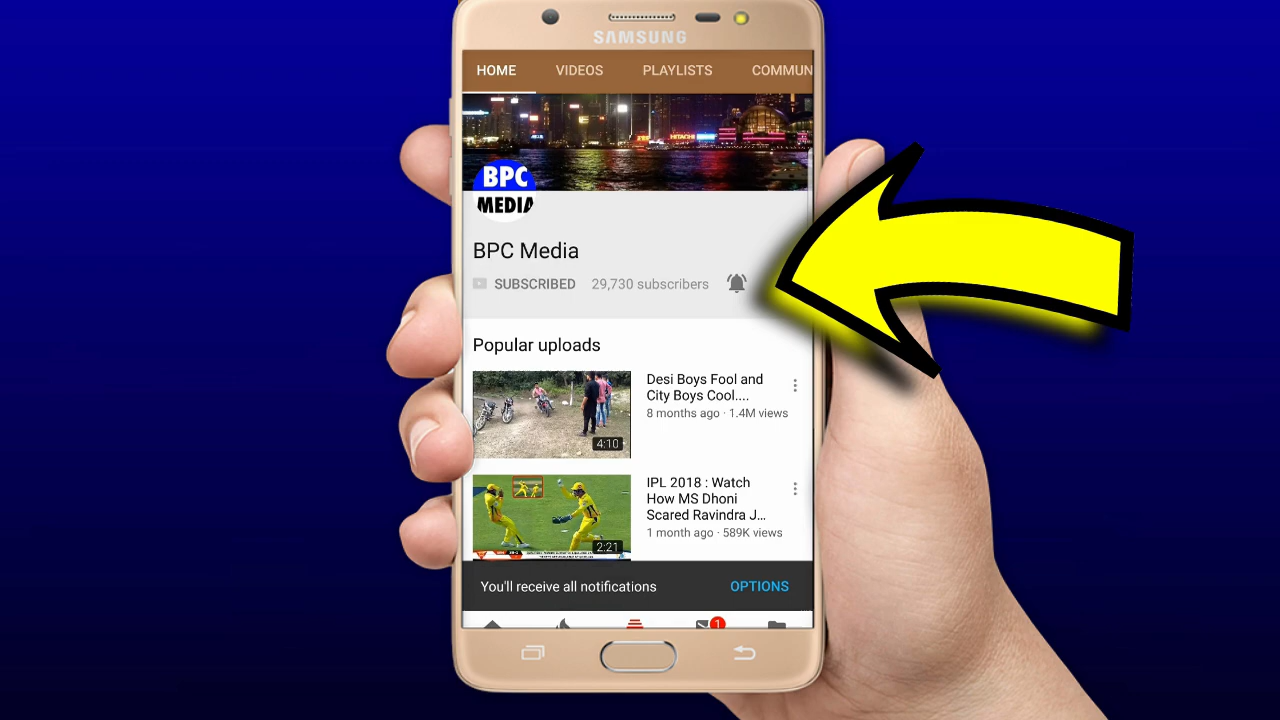 SAMSUNG
HOME VIDEOS PLAYLISTS COMMUN
HITACHI
BPC
MEDIA
BPC Media
SUBSCRIBED 29,730 subscribers
Popular uploads
Desi Boys Fool and
City Boys Cool....
8 months ago · 1.4M views
4:10
IPL 2018 : Watch
How MS Dhoni
Scared Ravindra J...
1 month ago · 589K views
2:21
You'll receive all notifications OPTIONS
1